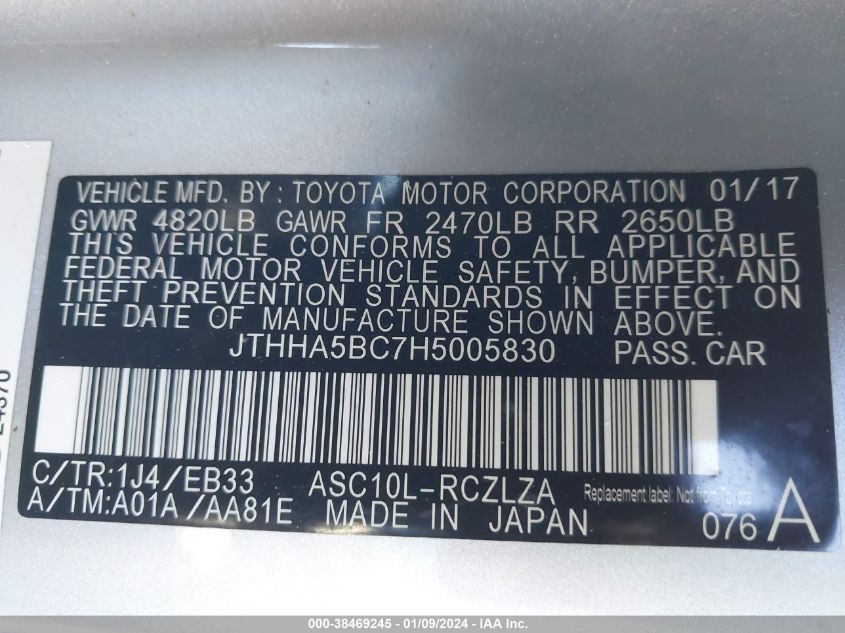 VEHICLE MFD. BY : TOYOTA MOTOR CORPORATION 01/17
GVWR 4820LB GAWR FR 2470LB RR 2650LB
THIS VEHICLE CONFORMS TO ALL APPLICABLE
FEDERAL MOTOR VEHICLE SAFETY, BUMPER, AND
THEFT PREVENTION STANDARDS IN EFFECT ON
THE DATE OF MANUFACTURE SHOWN ABOVE.
JTHHA5BC7H5005830 PASS. CAR
C/TR:1J4/EB33 ASC10L-RCZLZA Replacement label: Not from Toyota
A/TM:A01A /AA81E MADE IN JAPAN 076 A
000-38469245 - 01/09/2024 - IAAI Inc.